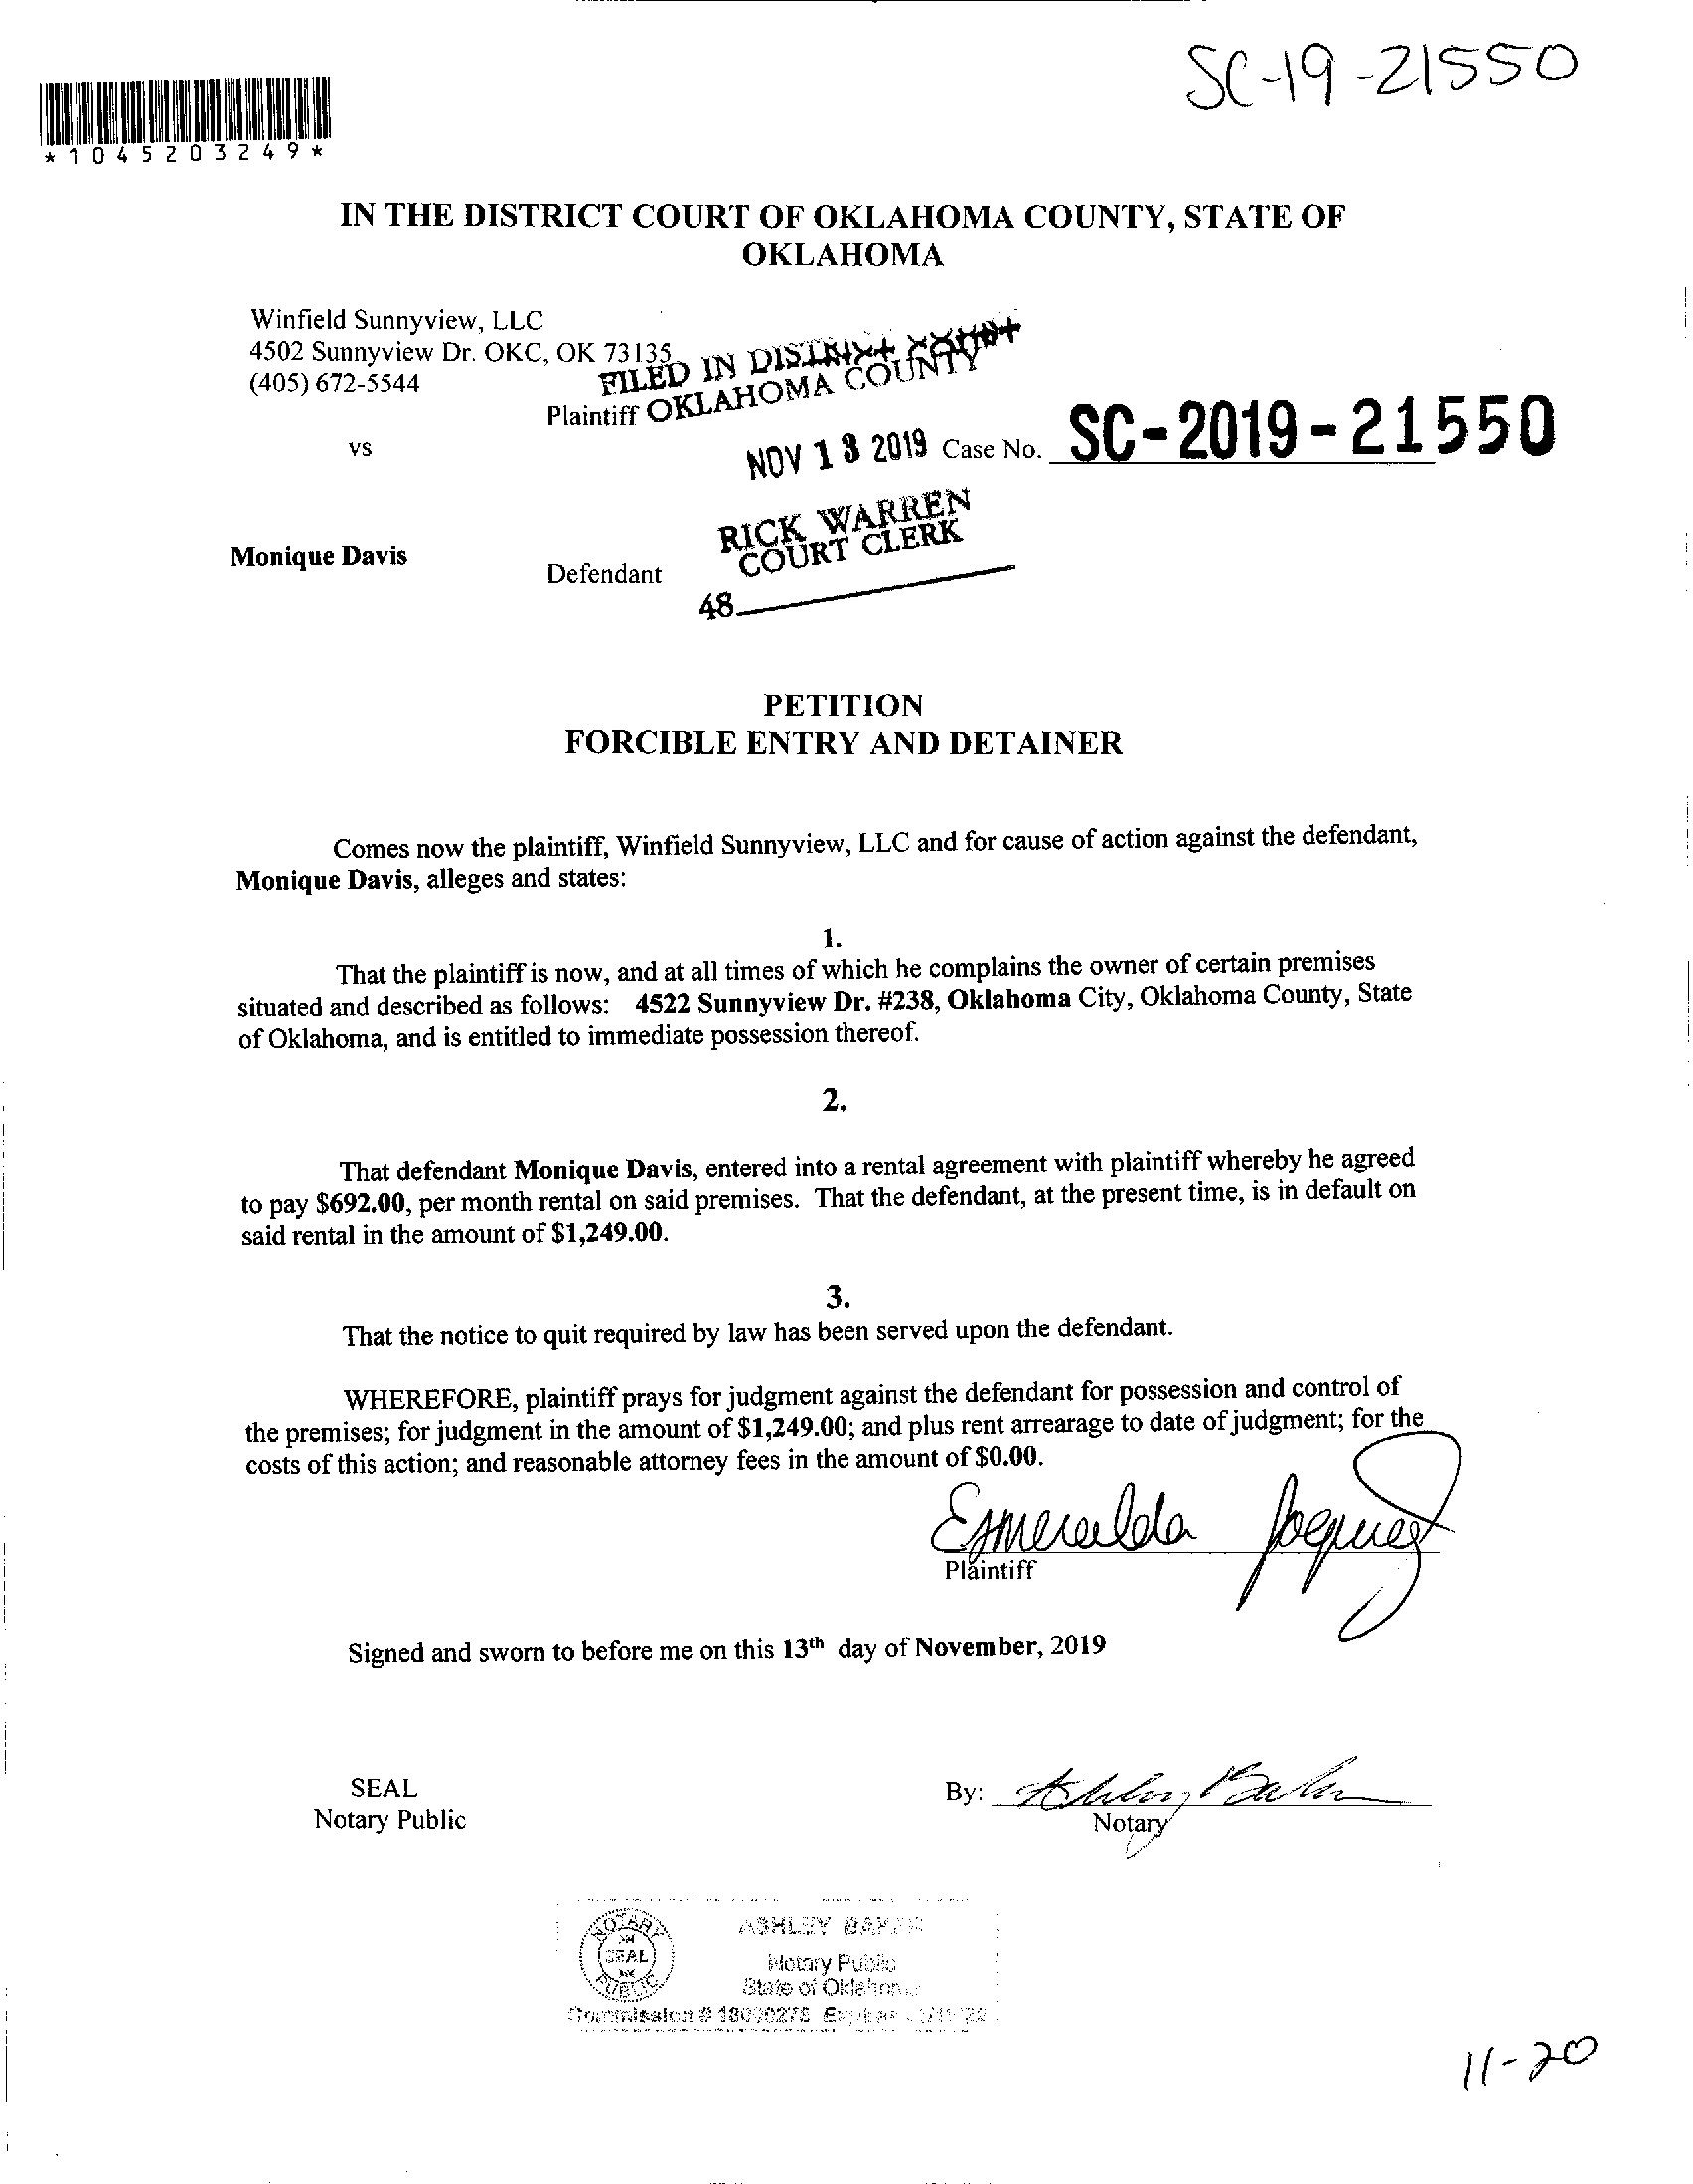 SC-19-21550
*1045203249*
IN THE DISTRICT COURT OF OKLAHOMA COUNTY, STATE OF
OKLAHOMA
Winfield Sunnyview, LLC
4502 Sunnyview Dr. OKC, OK 73135
(405) 672-5544
FILED IN DISTRICT COURT
OKLAHOMA COUNTY
Plaintiff
vs
NOV 13 2019
Case No. SC-2019-21550
RICK WARREN
COURT CLERK
48
Monique Davis
Defendant
PETITION
FORCIBLE ENTRY AND DETAINER
Comes now the plaintiff, Winfield Sunnyview, LLC and for cause of action against the defendant,
Monique Davis, alleges and states:
1.
That the plaintiff is now, and at all times of which he complains the owner of certain premises
situated and described as follows: 4522 Sunnyview Dr. #238, Oklahoma City, Oklahoma County, State
of Oklahoma, and is entitled to immediate possession thereof.
2.
That defendant Monique Davis, entered into a rental agreement with plaintiff whereby he agreed
to pay $692.00, per month rental on said premises. That the defendant, at the present time, is in default on
said rental in the amount of $1,249.00.
3.
That the notice to quit required by law has been served upon the defendant.
WHEREFORE, plaintiff prays for judgment against the defendant for possession and control of
the premises; for judgment in the amount of $1,249.00; and plus rent arrearage to date of judgment; for the
costs of this action; and reasonable attorney fees in the amount of $0.00.
Esmeralda
Plaintiff
Signed and sworn to before me on this 13th day of November, 2019
SEAL
Notary Public
By: Ashley Baker
Notary
NOTARY
SEAL
PUBLIC
ASHLEY BAKER
Notary Public
State of Oklahoma
Commission #
11-20